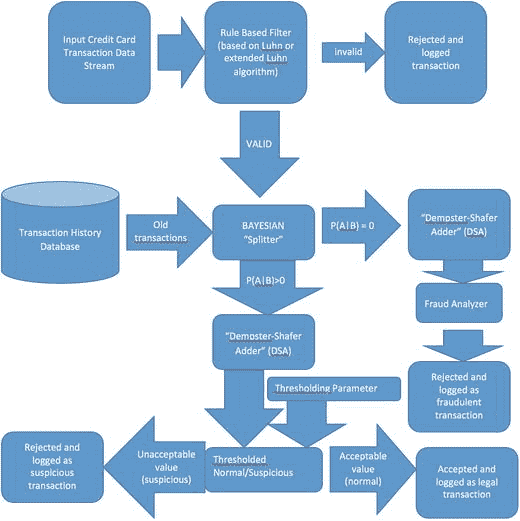 Input Credit Card
Transaction Data
Stream
Rule Based Filter
(based on Luhn or
extended Luhn
algorithm)
invalid
Rejected and
logged
transaction
VALID
Transaction History
Database
Old
transactions
BAYESIAN
“Splitter”
P(A|B) = 0
“Dempster-Shafer
Adder” (DSA)
P(A|B)>0
Fraud Analyzer
“Dempster-Shafer
Adder” (DSA)
Thresholding Parameter
Rejected and
logged as
fraudulent
transaction
Rejected and
logged as
suspicious
transaction
Unacceptable
value
(suspicious)
Thresholded
Normal/Suspicious
Acceptable
value
(normal)
Accepted and
logged as legal
transaction